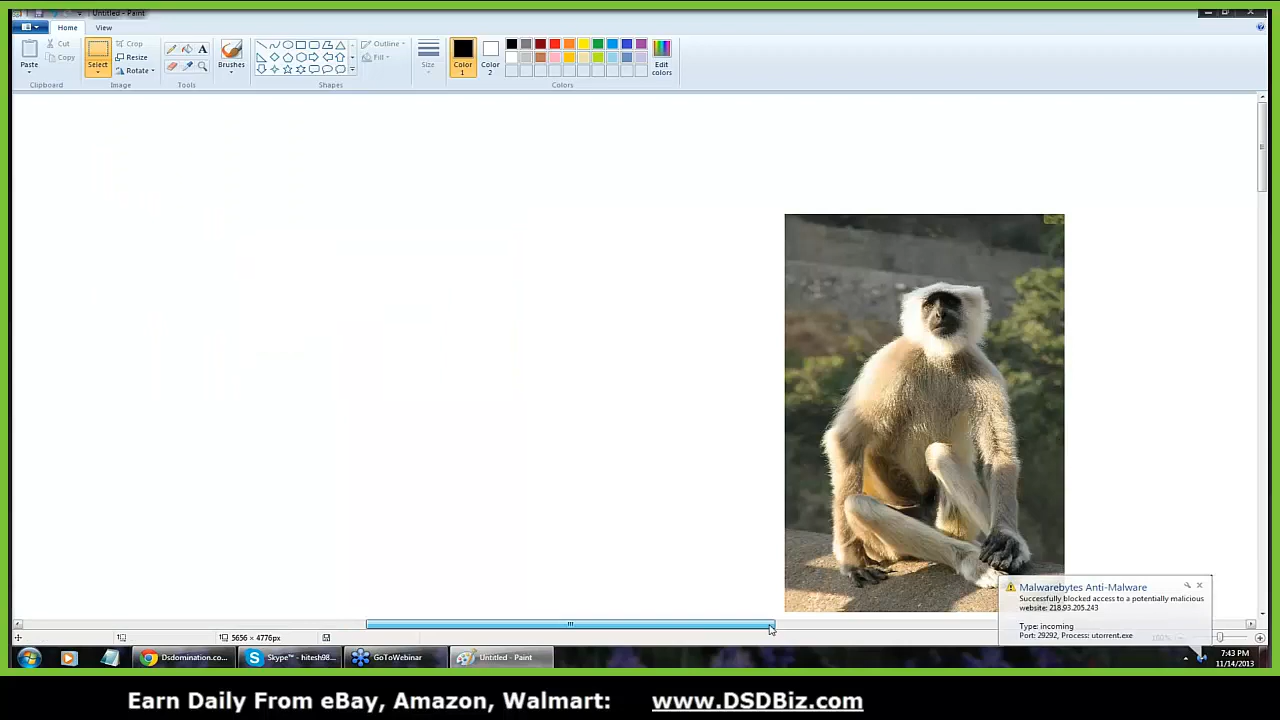 Untitled - Paint
Home
View
Paste
Cut
Copy
Clipboard
Select
Crop
Resize
Rotate
Image
Tools
Brushes
Outline
Fill
Shapes
Size
Color 1
Color 2
Edit colors
Colors
Malwarebytes Anti-Malware
Successfully blocked access to a potentially malicious
website: 218.93.205.243
Type: incoming
Port: 29292, Process: utorrent.exe
5656 × 4776px
Dsdomination.co...
Skype™ - hitesh98...
GoToWebinar
Untitled - Paint
7:43 PM
11/14/2013
Earn Daily From eBay, Amazon, Walmart: www.DSDBiz.com